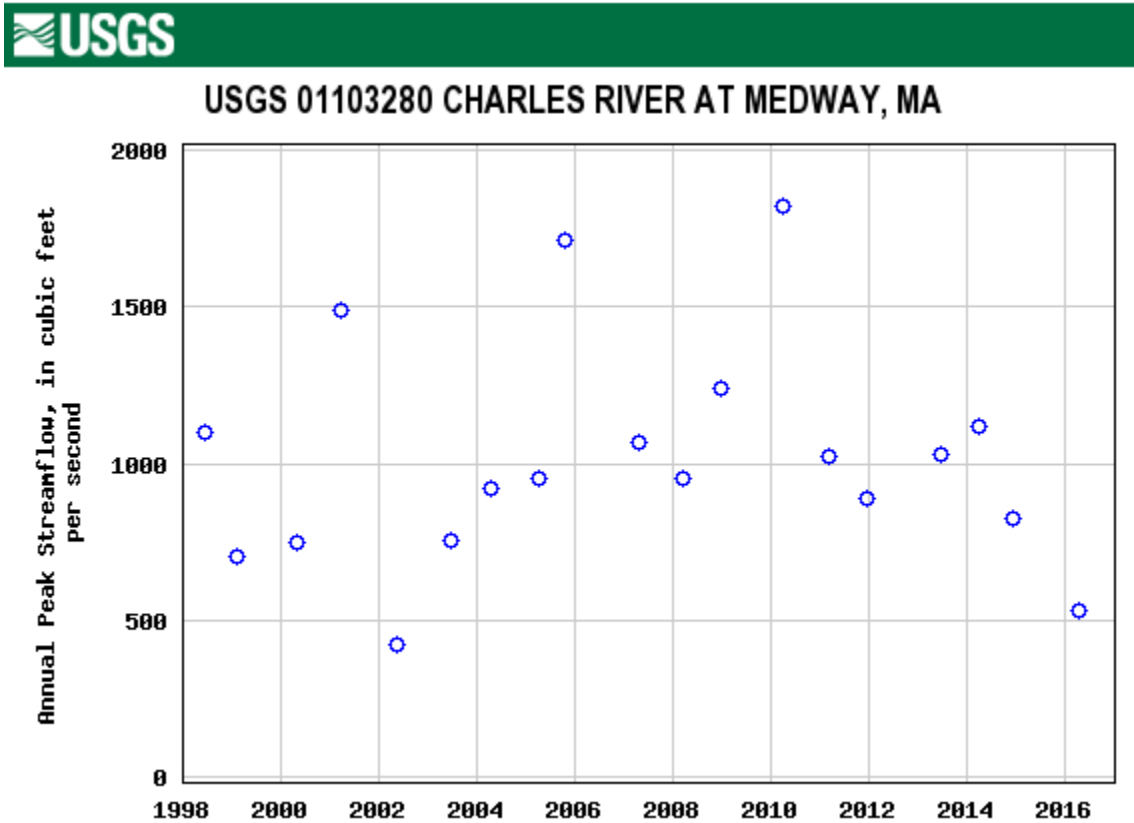 USGS
USGS 01103280 CHARLES RIVER AT MEDWAY, MA
Annual Peak Streamflow, in cubic feet
per second
2000
1500
1000
500
0
1998 2000 2002 2004 2006 2008 2010 2012 2014 2016